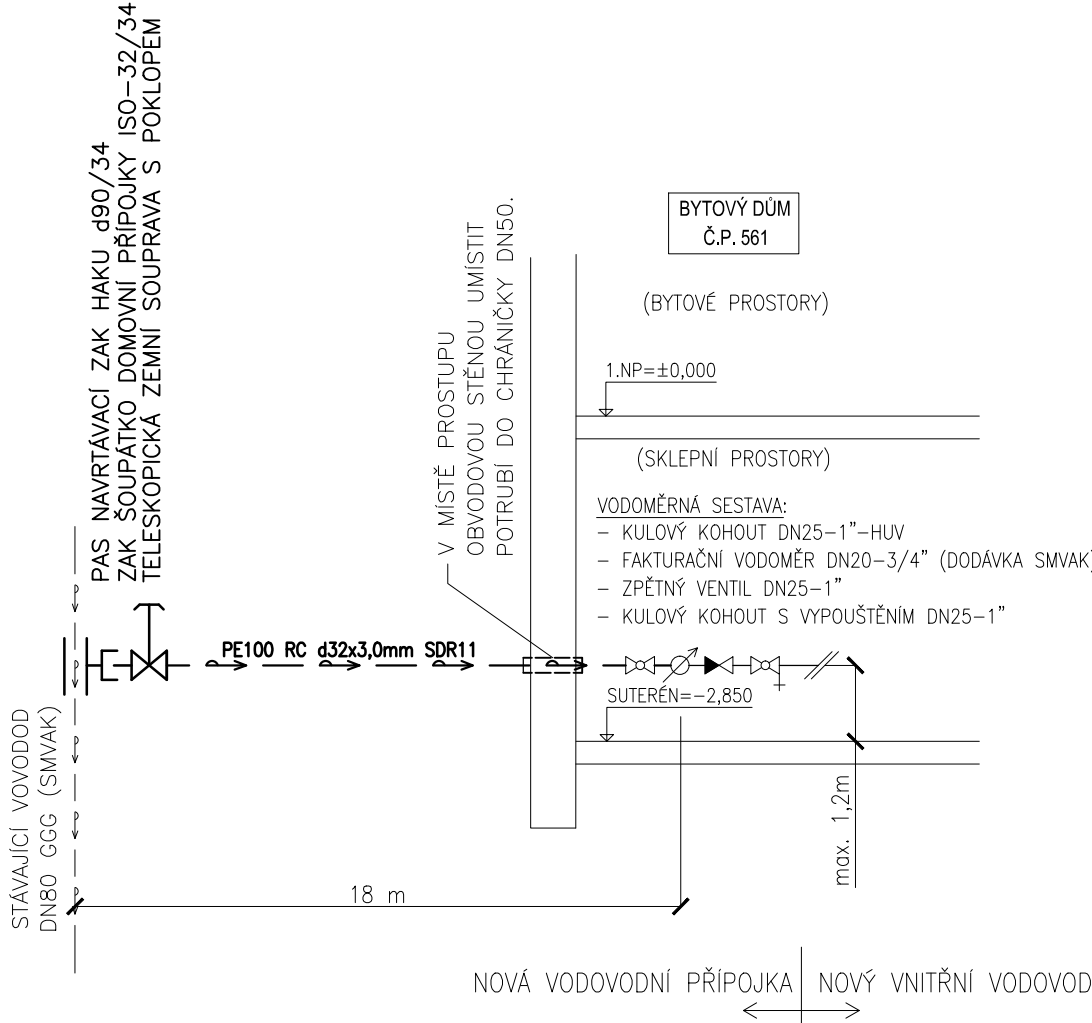 PAS NAVRTÁVACÍ ZAK HAKU d90/34
ZAK ŠOUPÁTKO DOMOVNÍ PŘÍPOJKY ISO-32/34
TELESKOPICKÁ ZEMNÍ SOUPRAVA S POKLOPEM
V MÍSTĚ PROSTUPU
OBVODOVOU STĚNOU UMÍSTIT
POTRUBÍ DO CHRÁNIČKY DN50.
BYTOVÝ DŮM
Č.P. 561
(BYTOVÉ PROSTORY)
1.NP=±0,000
(SKLEPNÍ PROSTORY)
VODOMĚRNÁ SESTAVA:
- KULOVÝ KOHOUT DN25-1"-HUV
- FAKTURAČNÍ VODOMĚR DN20-3/4" (DODÁVKA SMVAK)
- ZPĚTNÝ VENTIL DN25-1"
- KULOVÝ KOHOUT S VYPOUŠTĚNÍM DN25-1"
PE100 RC d32x3,0mm SDR11
SUTERÉN=-2,850
STÁVAJÍCÍ VOVODOD
DN80 GGG (SMVAK)
max. 1,2m
18 m
NOVÁ VODOVODNÍ PŘÍPOJKA
NOVÝ VNITŘNÍ VODOVOD